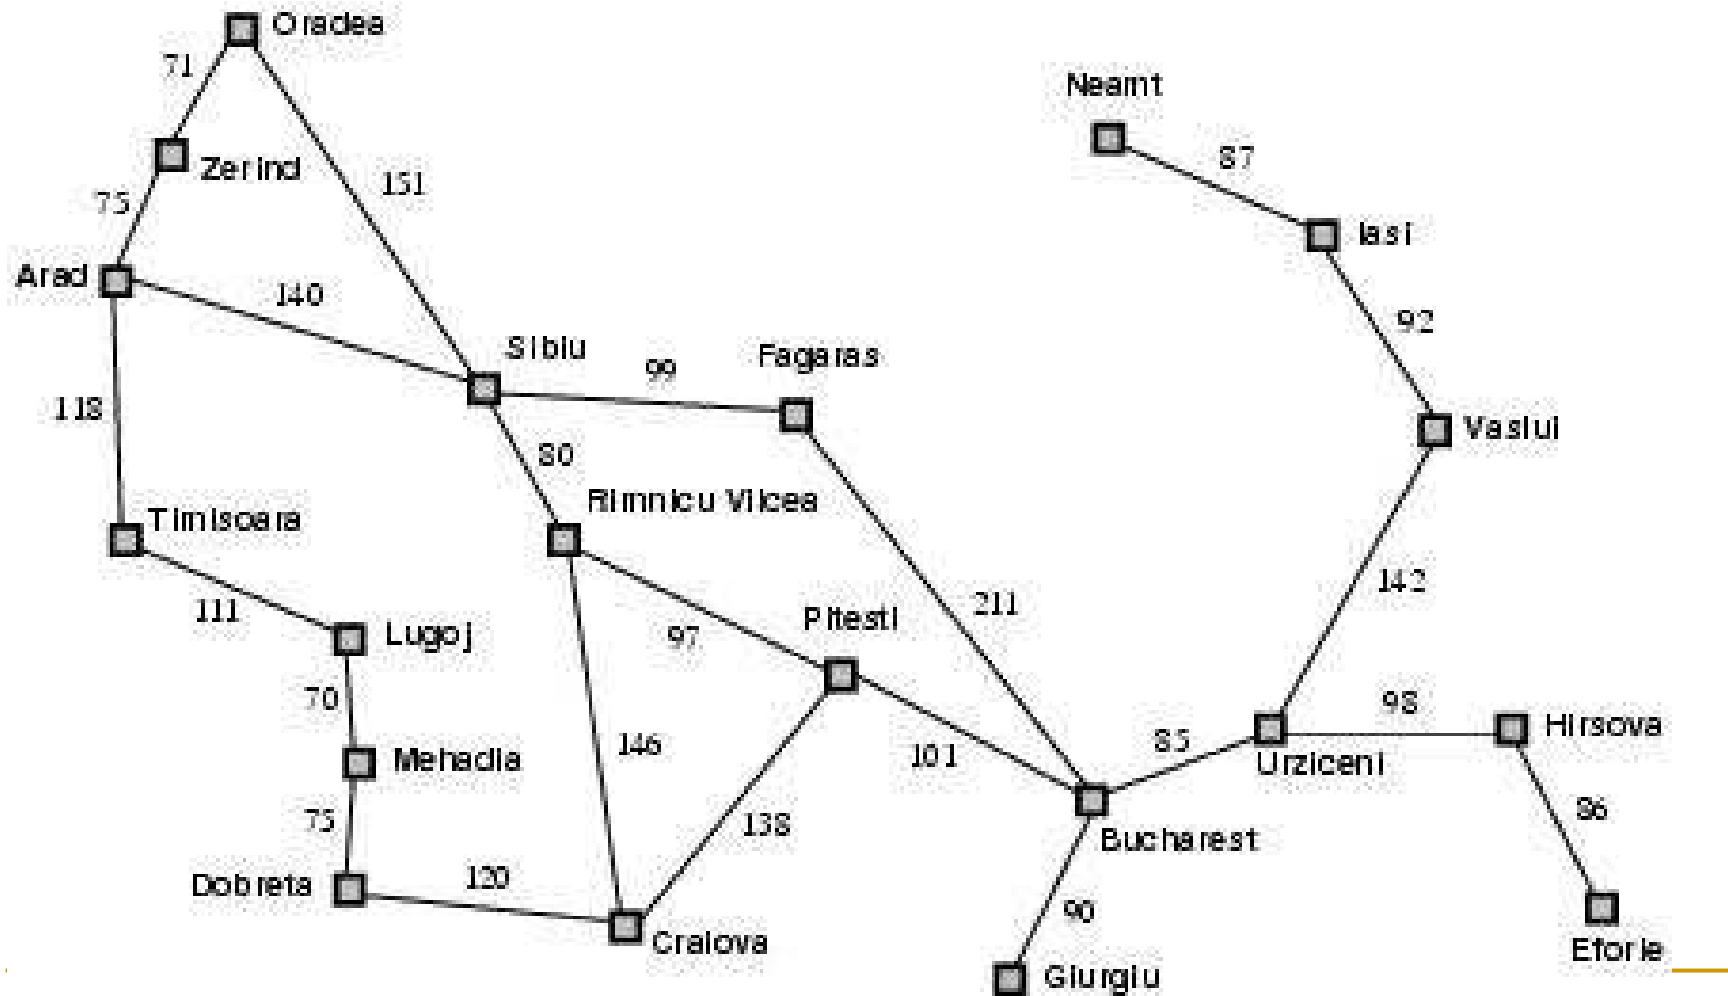 Oradea
71
Neamt
87
Zerind
151
75
Iasi
Arad
140
92
Sibiu
99
Fagaras
118
Vaslui
80
Rimnicu Vilcea
Timisoara
142
111
97
Pitesti
211
Lugoj
70
98
Hirsova
146
101
85
Mehadia
Urziceni
75
138
86
Bucharest
Dobreta
120
90
Craiova
Eforie
Giurgiu